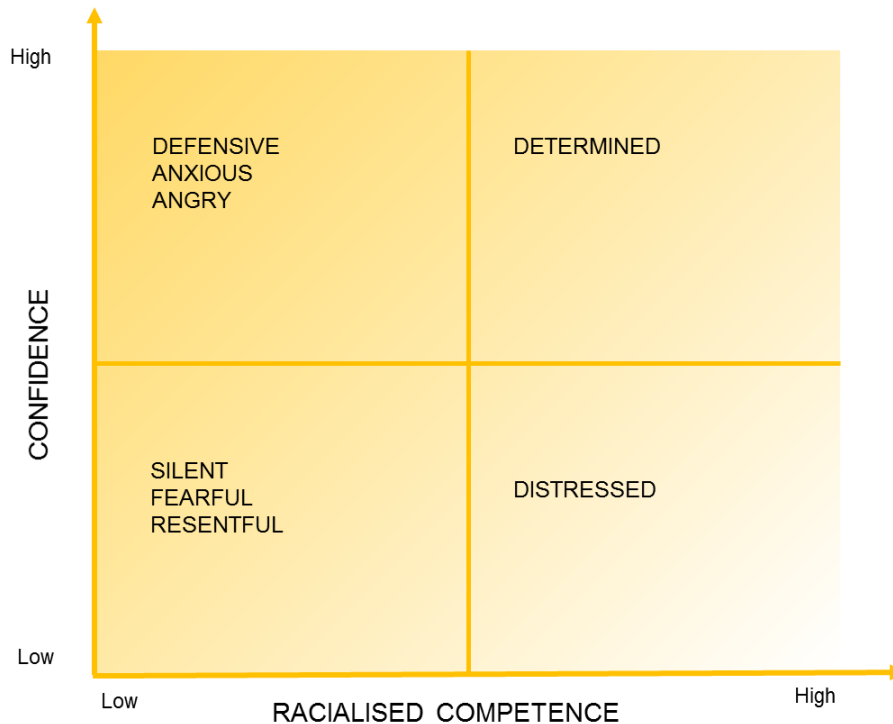 High
DEFENSIVE
ANXIOUS
ANGRY
DETERMINED
CONFIDENCE
SILENT
FEARFUL
RESENTFUL
DISTRESSED
Low
Low
High
RACIALISED COMPETENCE